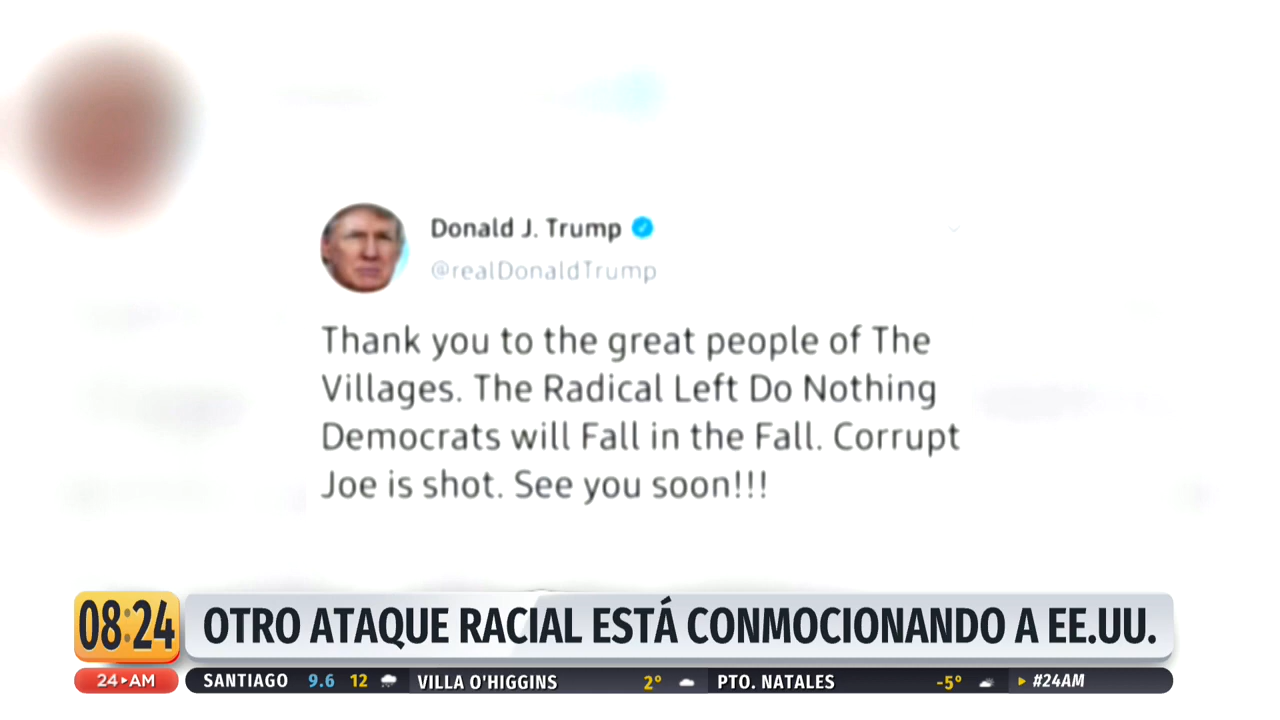 Donald J. Trump
@realDonaldTrump
Thank you to the great people of The
Villages. The Radical Left Do Nothing
Democrats will Fall in the Fall. Corrupt
Joe is shot. See you soon!!!
08:24 OTRO ATAQUE RACIAL ESTÁ CONMOCIONANDO A EE.UU.
24 AM SANTIAGO 9.6 12 VILLA O'HIGGINS 2° PTO. NATALES -5° #24AM